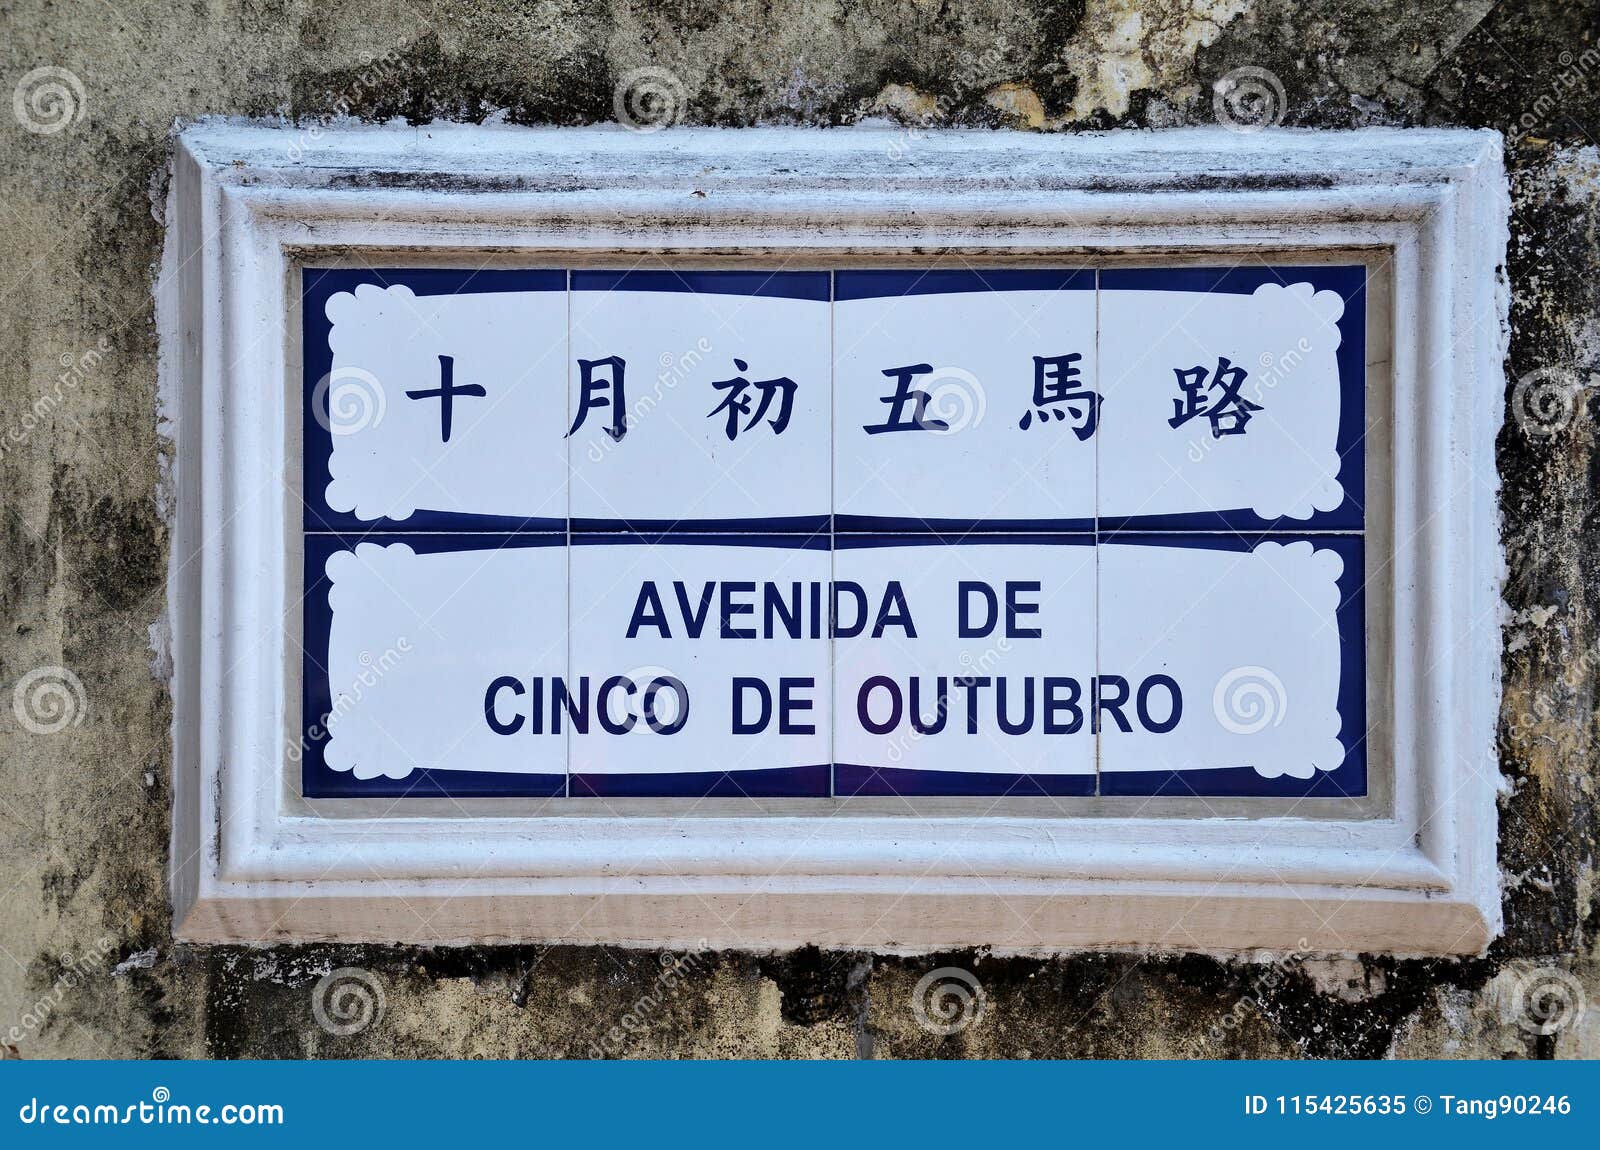 十月初五馬路
AVENIDA DE
CINCO DE OUTUBRO
dreamstime.com
ID 115425635 © Tang90246